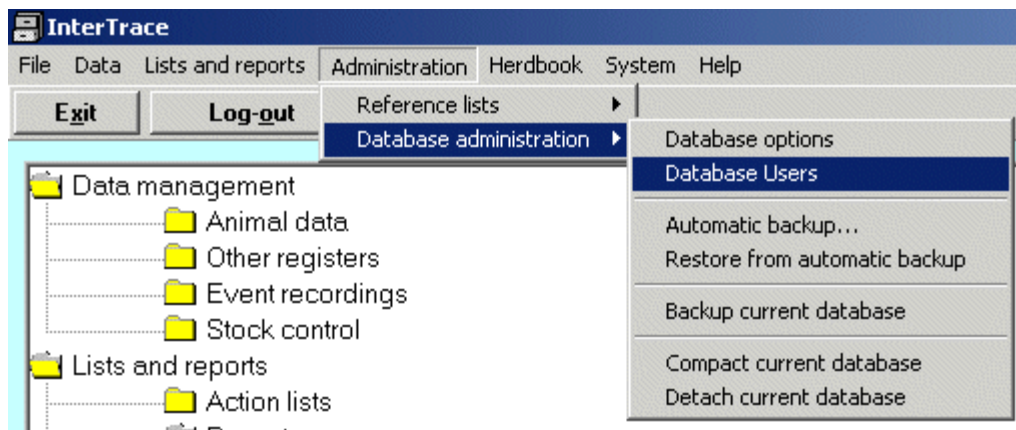 InterTrace
File Data Lists and reports Administration Herdbook System Help
Exit Log-out
Reference lists
Database administration
Database options
Database Users
Automatic backup...
Restore from automatic backup
Backup current database
Compact current database
Detach current database
Data management
Animal data
Other registers
Event recordings
Stock control
Lists and reports
Action lists